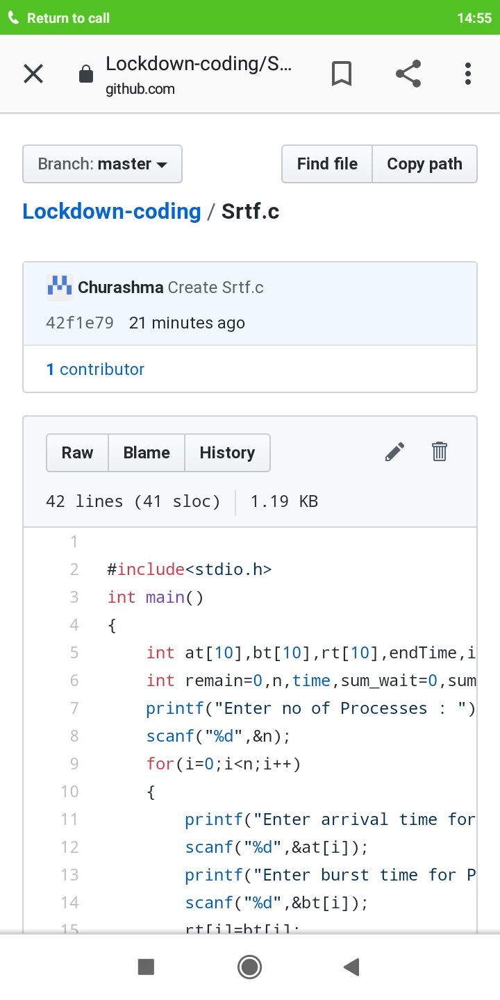 Return to call 14:55
Lockdown-coding/S...
github.com
Branch: master Find file Copy path
Lockdown-coding / Srtf.c
Churashma Create Srtf.c
42f1e79 21 minutes ago
1 contributor
Raw Blame History
42 lines (41 sloc) 1.19 KB
1
2 #include<stdio.h>
3 int main()
4 {
5 int at[10],bt[10],rt[10],endTime,i
6 int remain=0,n,time,sum_wait=0,sum
7 printf("Enter no of Processes : ")
8 scanf("%d",&n);
9 for(i=0;i<n;i++)
10 {
11 printf("Enter arrival time for
12 scanf("%d",&at[i]);
13 printf("Enter burst time for P
14 scanf("%d",&bt[i]);
15 rt[i]=bt[i];